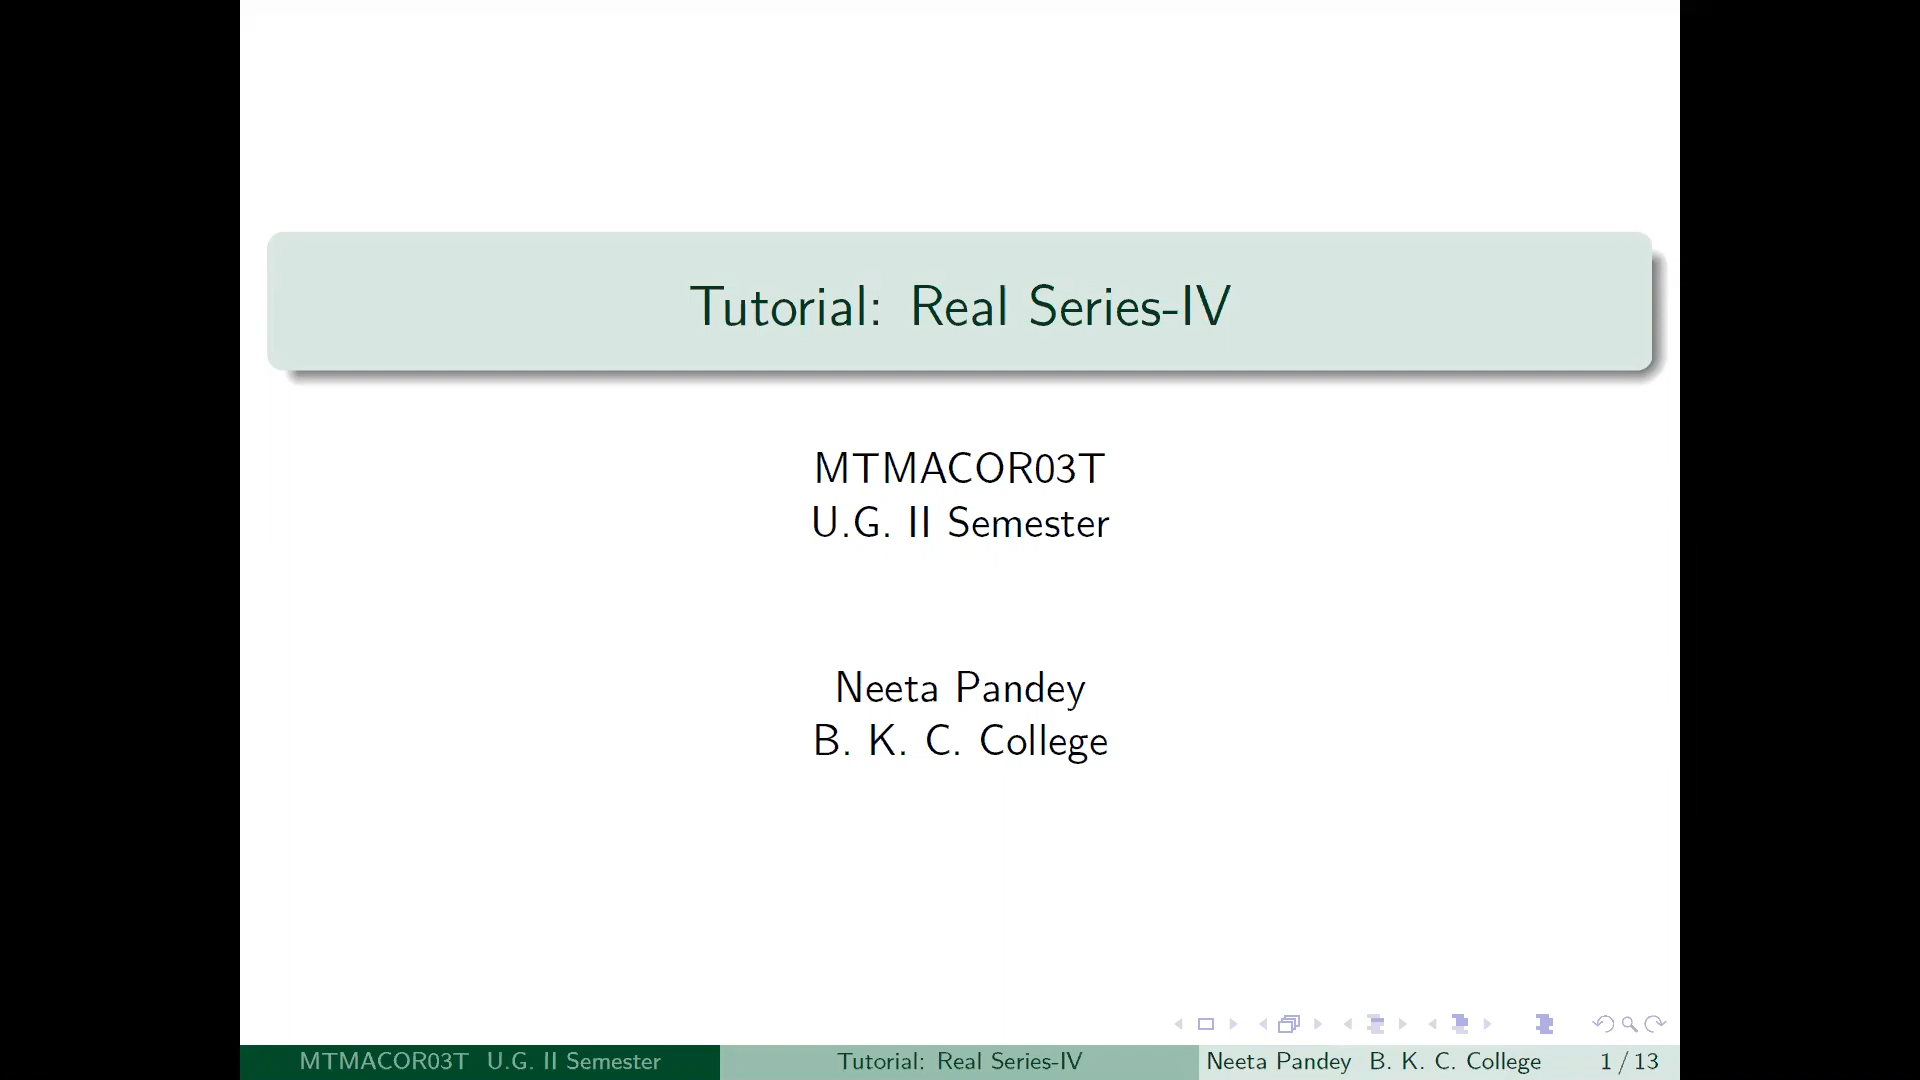 Tutorial: Real Series-IV
MTMACOR03T
U.G. II Semester
Neeta Pandey
B. K. C. College
MTMACOR03T U.G. II Semester
Tutorial: Real Series-IV
Neeta Pandey B. K. C. College
1 / 13